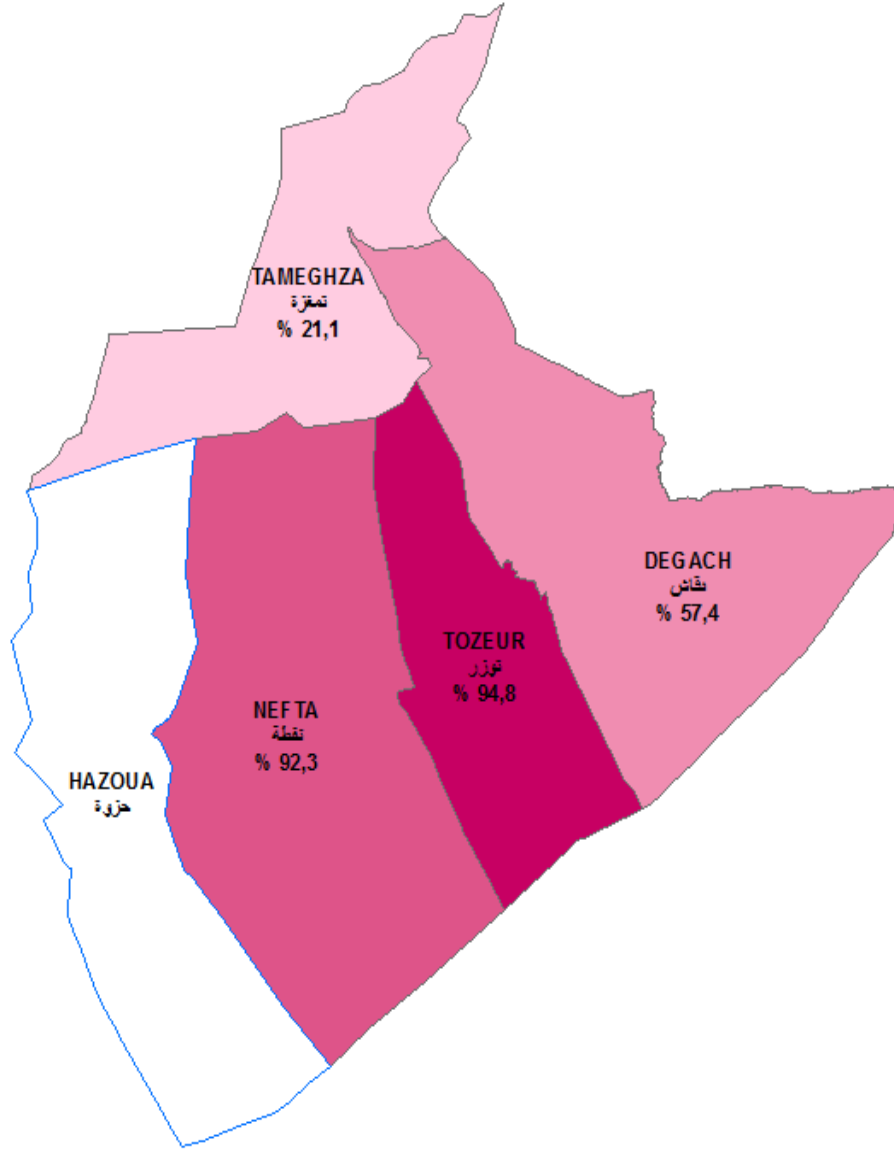 TAMEGHZA
تمغزة
% 21,1
DEGACH
دقاش
% 57,4
TOZEUR
توزر
% 94,8
NEFTA
نفطة
% 92,3
HAZOUA
حزوة